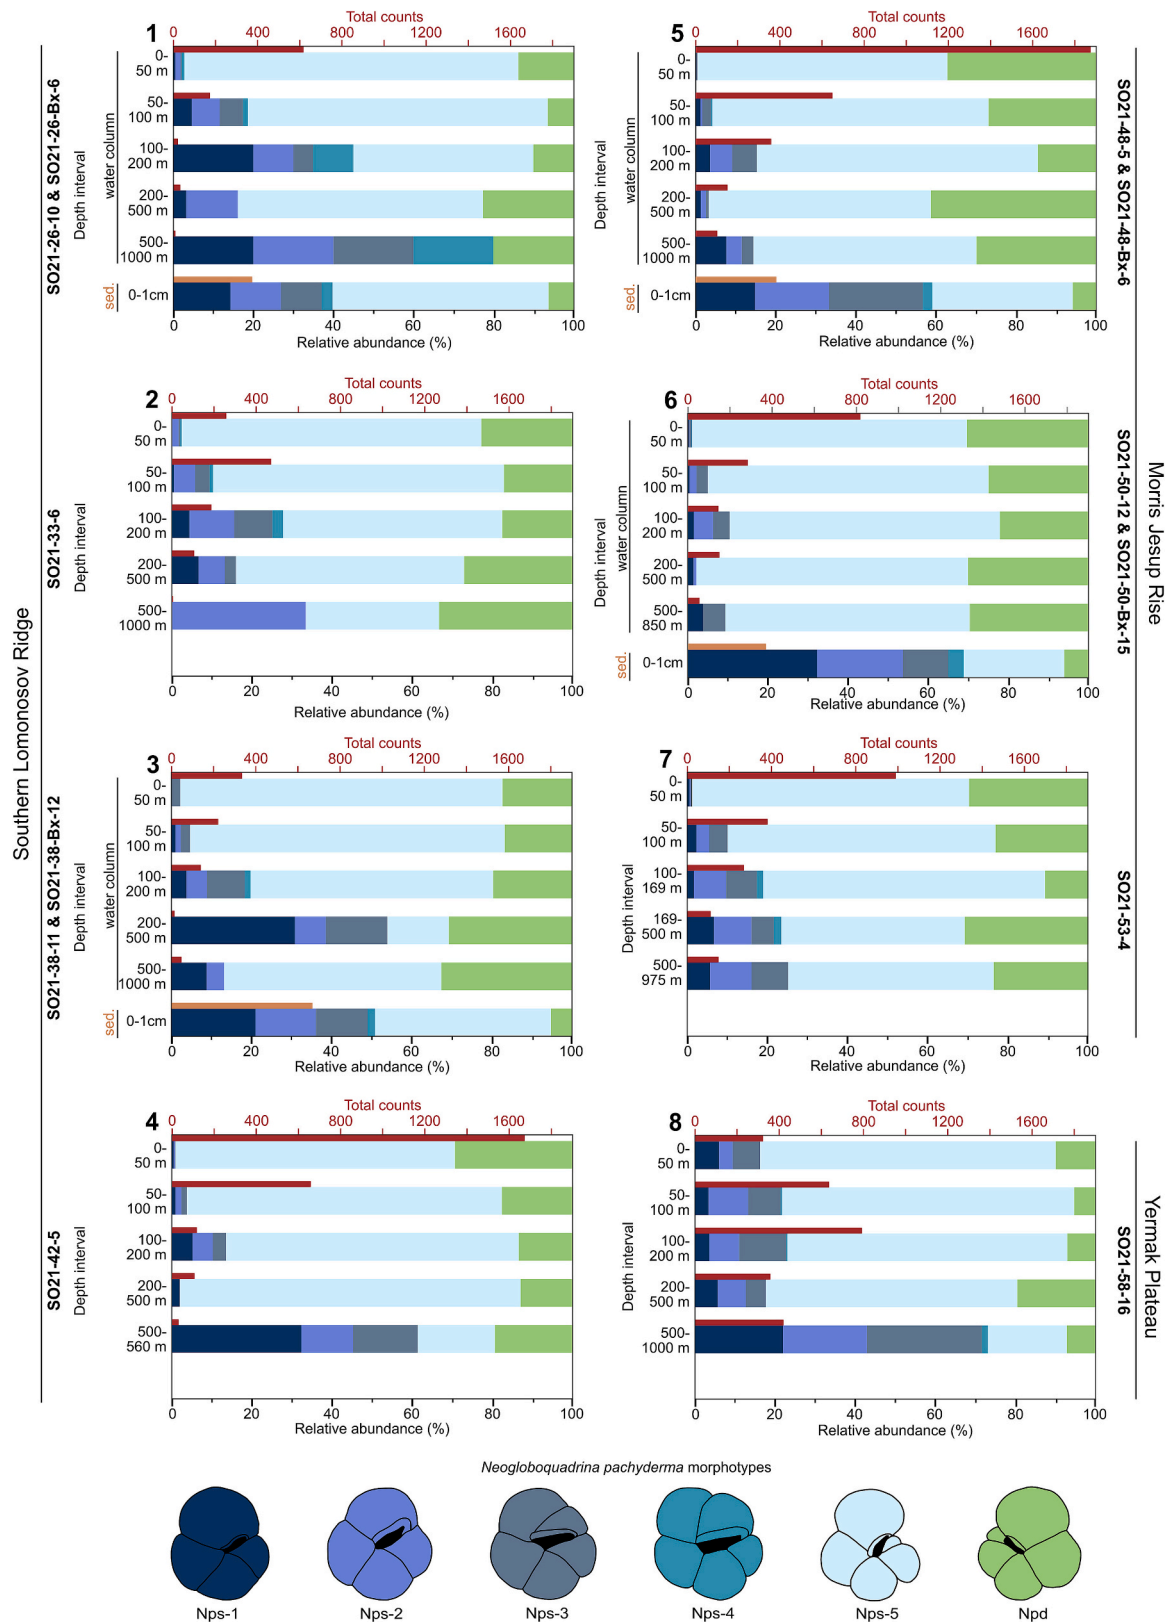 Southern Lomonosov Ridge
Morris Jesup Rise
Yermak Plateau
1
Total counts
0 400 800 1200 1600
SO21-26-10 & SO21-26-Bx-6
Depth interval
water column
0-
50 m
50-
100 m
100-
200 m
200-
500 m
500-
1000 m
sed.
0-1cm
0 20 40 60 80 100
Relative abundance (%)
5
Total counts
0 400 800 1200 1600
SO21-48-5 & SO21-48-Bx-6
Depth interval
water column
0-
50 m
50-
100 m
100-
200 m
200-
500 m
500-
1000 m
sed.
0-1cm
0 20 40 60 80 100
Relative abundance (%)
2
Total counts
0 400 800 1200 1600
SO21-33-6
Depth interval
0-
50 m
50-
100 m
100-
200 m
200-
500 m
500-
1000 m
0 20 40 60 80 100
Relative abundance (%)
6
Total counts
0 400 800 1200 1600
SO21-50-12 & SO21-50-Bx-15
Depth interval
water column
0-
50 m
50-
100 m
100-
200 m
200-
500 m
500-
850 m
sed.
0-1cm
0 20 40 60 80 100
Relative abundance (%)
3
Total counts
0 400 800 1200 1600
SO21-38-11 & SO21-38-Bx-12
Depth interval
water column
0-
50 m
50-
100 m
100-
200 m
200-
500 m
500-
1000 m
sed.
0-1cm
0 20 40 60 80 100
Relative abundance (%)
7
Total counts
0 400 800 1200 1600
SO21-53-4
Depth interval
0-
50 m
50-
100 m
100-
169 m
169-
500 m
500-
975 m
0 20 40 60 80 100
Relative abundance (%)
4
Total counts
0 400 800 1200 1600
SO21-42-5
Depth interval
0-
50 m
50-
100 m
100-
200 m
200-
500 m
500-
560 m
0 20 40 60 80 100
Relative abundance (%)
8
Total counts
0 400 800 1200 1600
SO21-58-16
Depth interval
0-
50 m
50-
100 m
100-
200 m
200-
500 m
500-
1000 m
0 20 40 60 80 100
Relative abundance (%)
Neogloboquadrina pachyderma morphotypes
Nps-1 Nps-2 Nps-3 Nps-4 Nps-5 Npd